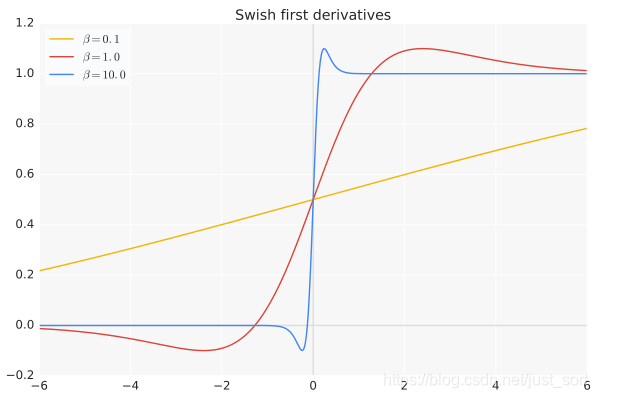 Swish first derivatives
1.2
1.0
0.8
0.6
0.4
0.2
0.0
−0.2
β = 0.1
β = 1.0
β = 10.0
−6 −4 −2 0 2 4 6
https://blog.csdn.net/just_sort